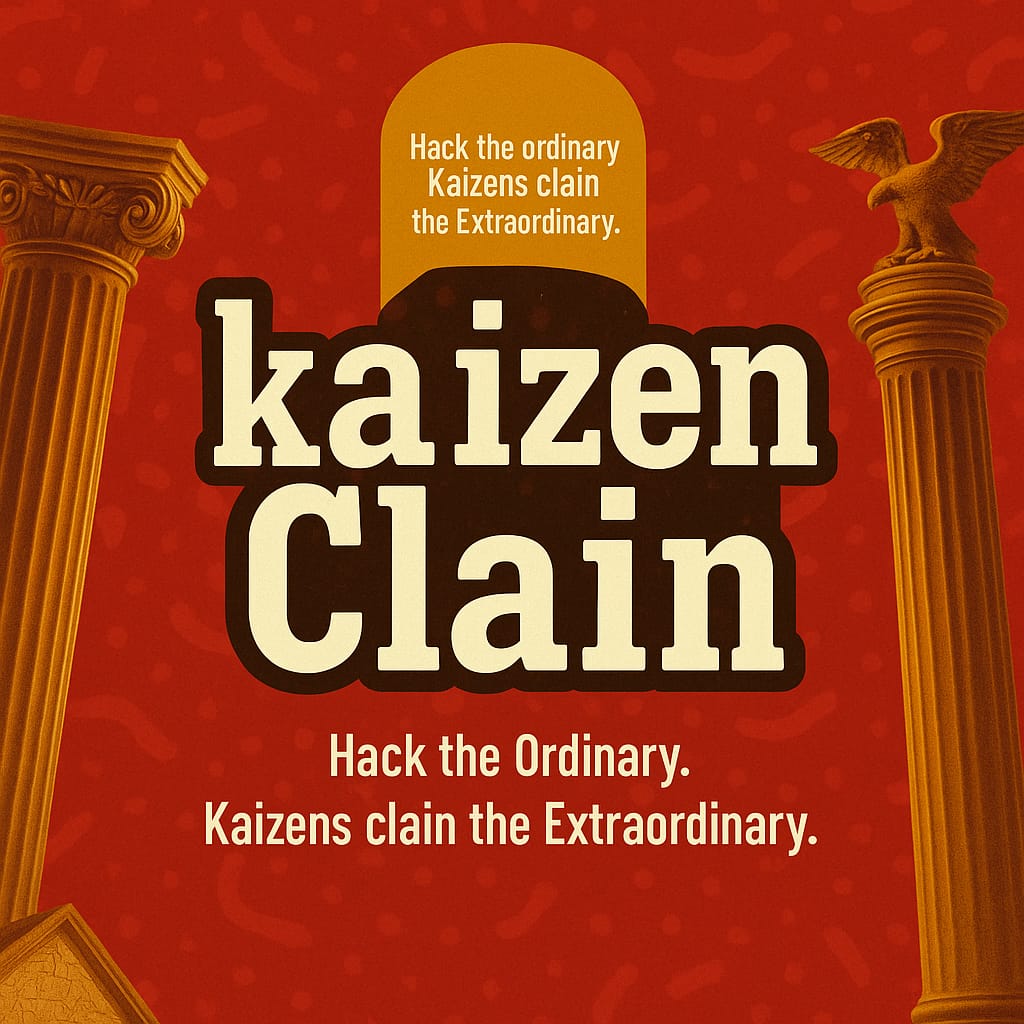 Hack the ordinary
Kaizens clain
the Extraordinary.
kaizen
Clain
Hack the Ordinary.
Kaizens clain the Extraordinary.